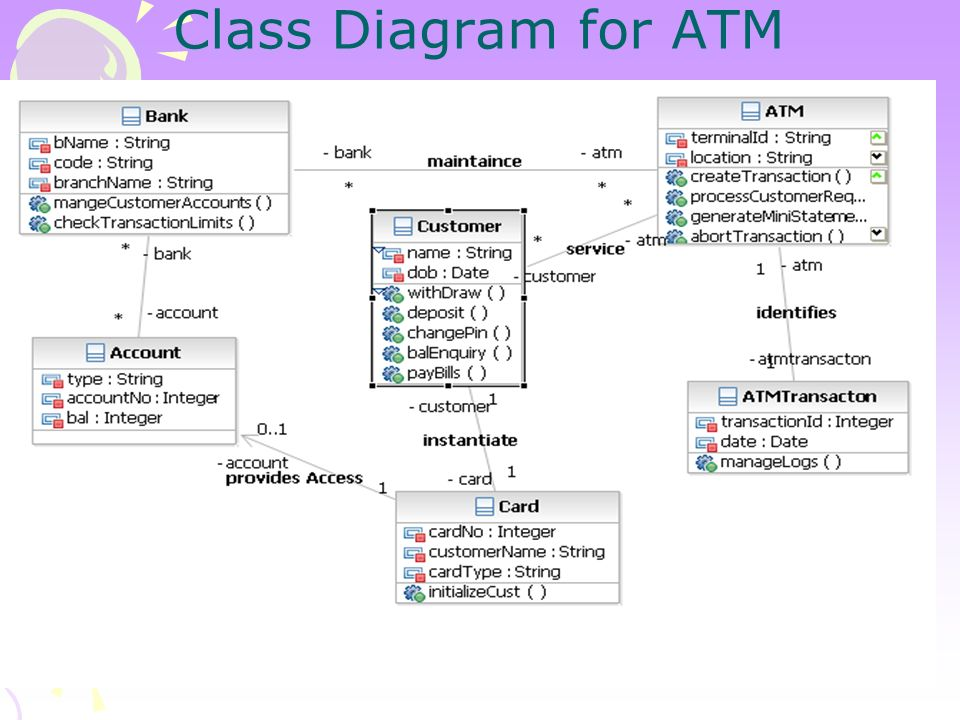 Class Diagram for ATM
Bank
bName : String
code : String
branchName : String
mangeCustomerAccounts ( )
checkTransactionLimits ( )
- bank
maintaince
- atm
*
*
ATM
terminalId : String
location : String
createTransaction ( )
processCustomerReq...
generateMiniStateme...
abortTransaction ( )
Customer
name : String
dob : Date
withDraw ( )
deposit ( )
changePin ( )
balEnquiry ( )
payBills ( )
*
*
service
- atm
- customer
*
- bank
- account
*
1
- atm
identifies
- atmtransacton
1
Account
type : String
accountNo : Integer
bal : Integer
ATMTransacton
transactionId : Integer
date : Date
manageLogs ( )
- customer
1
instantiate
1
- card
0..1
- account
provides Access
1
Card
cardNo : Integer
customerName : String
cardType : String
initializeCust ( )